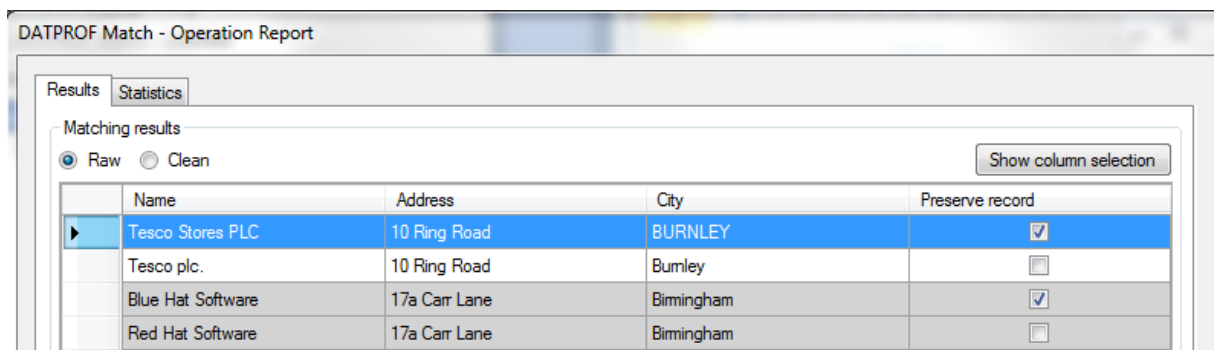 DATPROF Match - Operation Report
Results Statistics
Matching results
Raw Clean Show column selection
Name Address City Preserve record
Tesco Stores PLC 10 Ring Road BURNLEY
Tesco plc. 10 Ring Road Burnley
Blue Hat Software 17a Carr Lane Birmingham
Red Hat Software 17a Carr Lane Birmingham